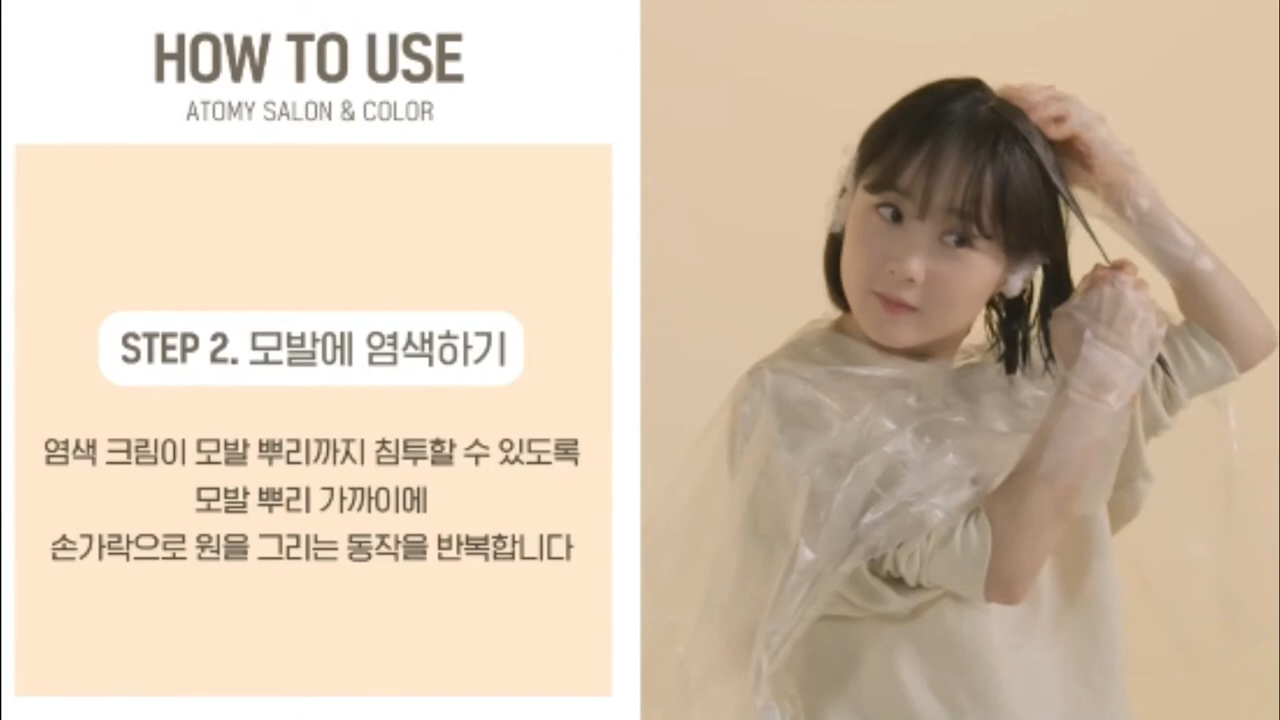 HOW TO USE
ATOMY SALON & COLOR
STEP 2. 모발에 염색하기
염색 크림이 모발 뿌리까지 침투할 수 있도록
모발 뿌리 가까이에
손가락으로 원을 그리는 동작을 반복합니다